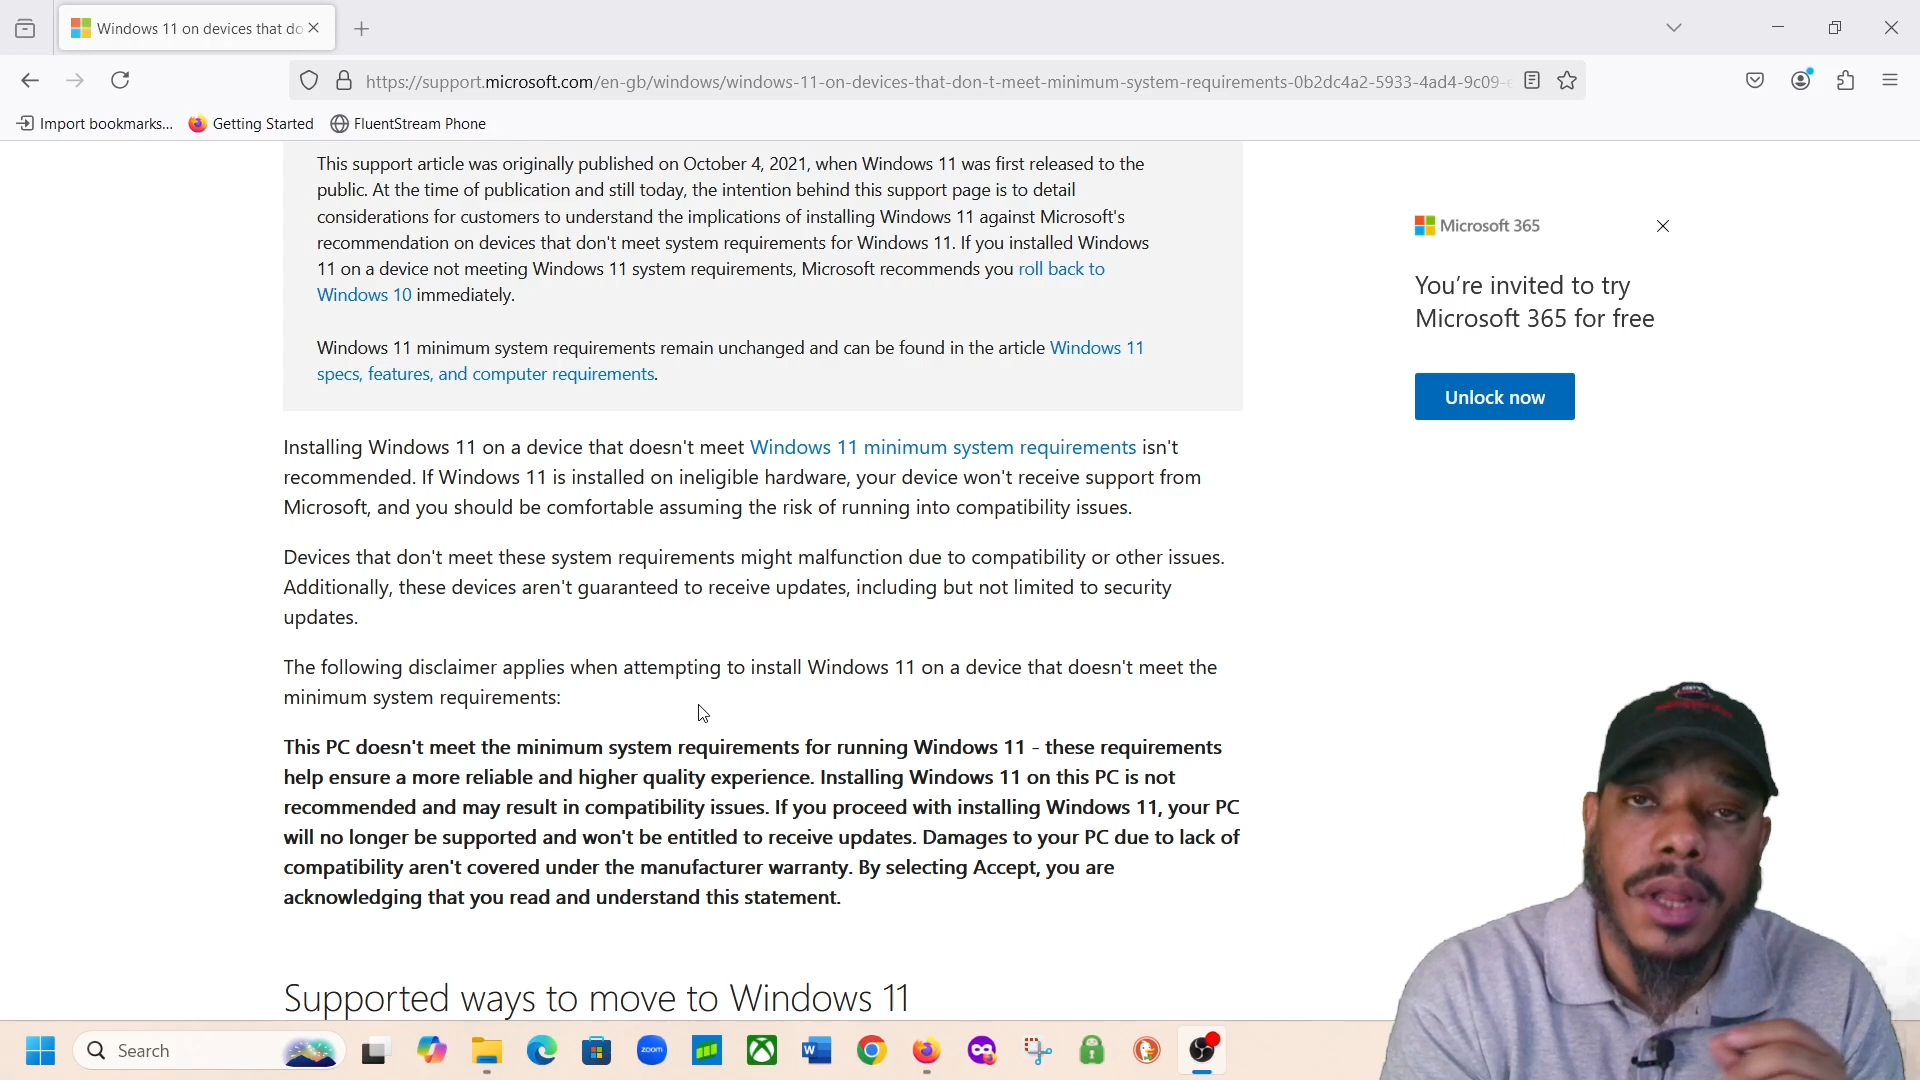 Windows 11 on devices that do
https://support.microsoft.com/en-gb/windows/windows-11-on-devices-that-don-t-meet-minimum-system-requirements-0b2dc4a2-5933-4ad4-9c09-
Import bookmarks...
Getting Started
FluentStream Phone
This support article was originally published on October 4, 2021, when Windows 11 was first released to the
public. At the time of publication and still today, the intention behind this support page is to detail
considerations for customers to understand the implications of installing Windows 11 against Microsoft's
recommendation on devices that don't meet system requirements for Windows 11. If you installed Windows
11 on a device not meeting Windows 11 system requirements, Microsoft recommends you roll back to
Windows 10 immediately.
Windows 11 minimum system requirements remain unchanged and can be found in the article Windows 11
specs, features, and computer requirements.
Microsoft 365
You're invited to try
Microsoft 365 for free
Unlock now
Installing Windows 11 on a device that doesn't meet Windows 11 minimum system requirements isn't
recommended. If Windows 11 is installed on ineligible hardware, your device won't receive support from
Microsoft, and you should be comfortable assuming the risk of running into compatibility issues.
Devices that don't meet these system requirements might malfunction due to compatibility or other issues.
Additionally, these devices aren't guaranteed to receive updates, including but not limited to security
updates.
The following disclaimer applies when attempting to install Windows 11 on a device that doesn't meet the
minimum system requirements:
This PC doesn't meet the minimum system requirements for running Windows 11 - these requirements
help ensure a more reliable and higher quality experience. Installing Windows 11 on this PC is not
recommended and may result in compatibility issues. If you proceed with installing Windows 11, your PC
will no longer be supported and won't be entitled to receive updates. Damages to your PC due to lack of
compatibility aren't covered under the manufacturer warranty. By selecting Accept, you are
acknowledging that you read and understand this statement.
Supported ways to move to Windows 11
Search
zoom
W